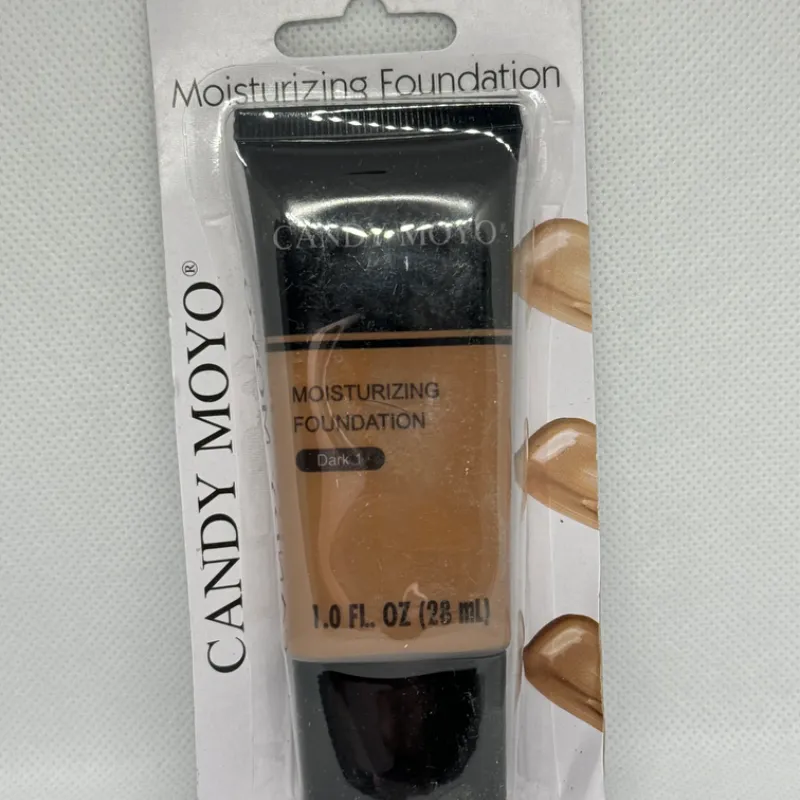 Moisturizing Foundation
CANDY MOYO®
CANDY MOYO
MOISTURIZING
FOUNDATION
Dark 1
1.0 FL. OZ (28 mL)